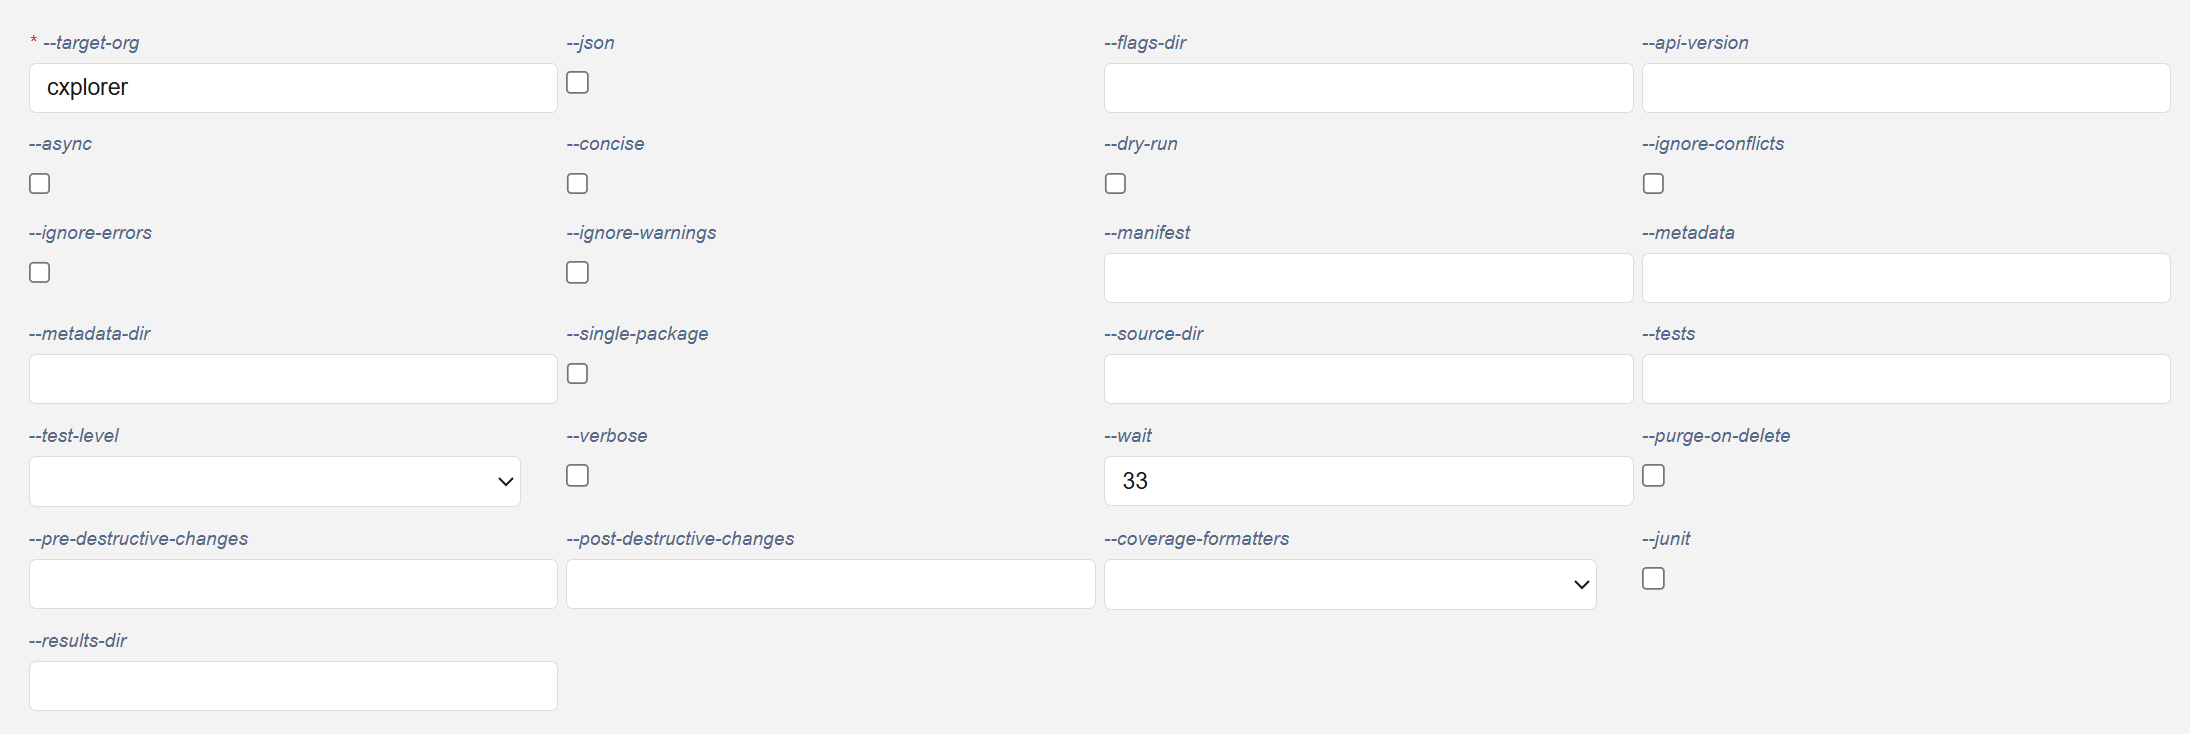 * --target-org --json --flags-dir --api-version
cxplorer
--async --concise --dry-run --ignore-conflicts
--ignore-errors --ignore-warnings --manifest --metadata
--metadata-dir --single-package --source-dir --tests
--test-level --verbose --wait --purge-on-delete
33
--pre-destructive-changes --post-destructive-changes --coverage-formatters --junit
--results-dir